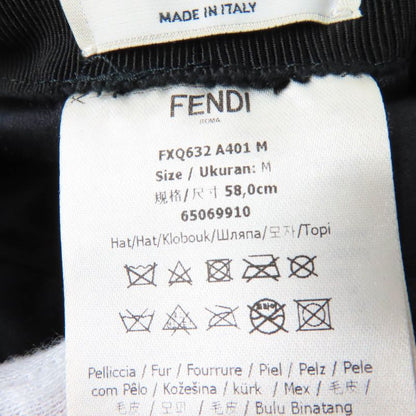 MADE IN ITALY
FENDI
ROMA
FXQ632 A401 M
Size / Ukuran: M
规格/尺寸 58,0cm
65069910
Hat/Hat/Klobouk/Шляпа/모자/Topi
Pelliccia / Fur / Fourrure / Piel / Pelz / Pele
com Pêlo / Kožešina / kürk / Mex / 毛皮 /
毛皮 / 모피 / 毛皮 / Bulu Binatang